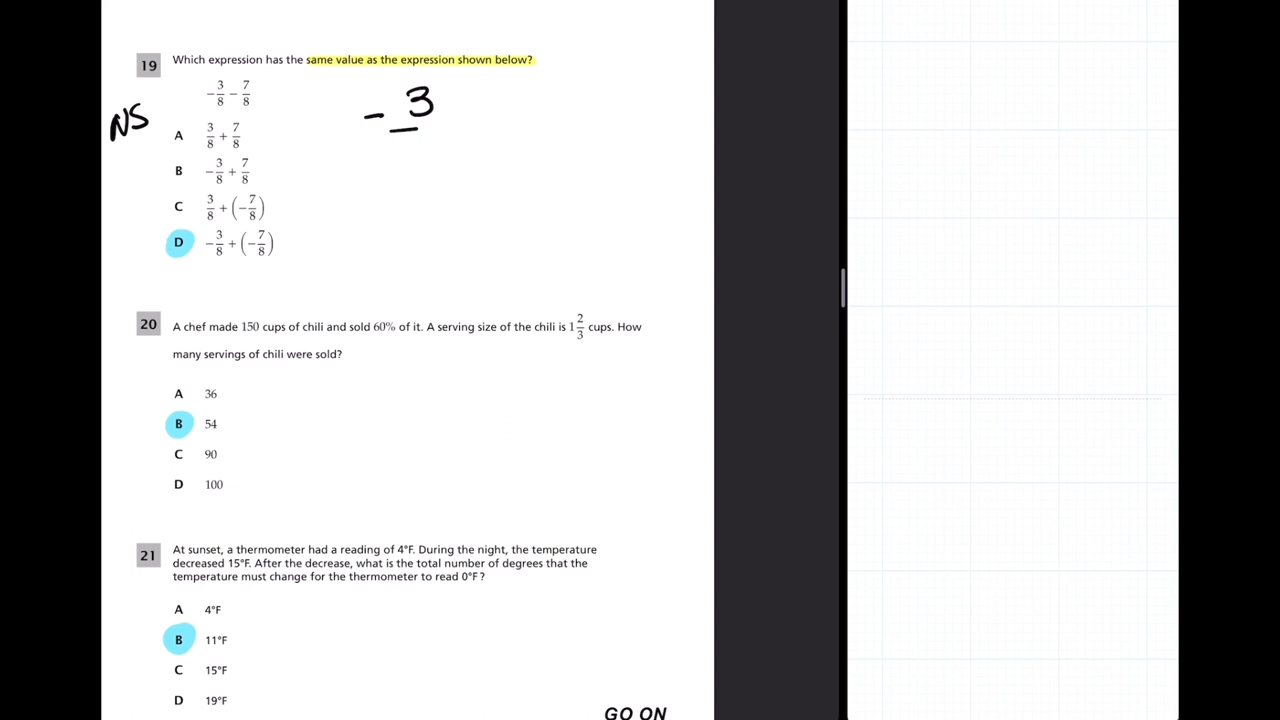 19 Which expression has the same value as the expression shown below?
-3/8 - 7/8
NS
- 3
A 3/8 + 7/8
B -3/8 + 7/8
C 3/8 + (-7/8)
D -3/8 + (-7/8)
20 A chef made 150 cups of chili and sold 60% of it. A serving size of the chili is 1 2/3 cups. How
many servings of chili were sold?
A 36
B 54
C 90
D 100
21 At sunset, a thermometer had a reading of 4°F. During the night, the temperature
decreased 15°F. After the decrease, what is the total number of degrees that the
temperature must change for the thermometer to read 0°F?
A 4°F
B 11°F
C 15°F
D 19°F
GO ON